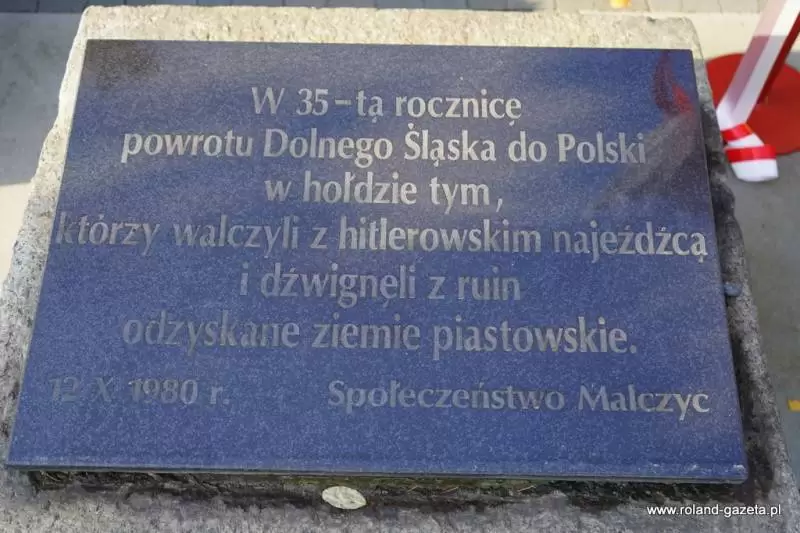 W 35-tą rocznicę
powrotu Dolnego Śląska do Polski
w hołdzie tym,
którzy walczyli z hitlerowskim najeźdźcą
i dźwignęli z ruin
odzyskane ziemie piastowskie.
12 X 1980 r. Społeczeństwo Malczyc
www.roland-gazeta.pl